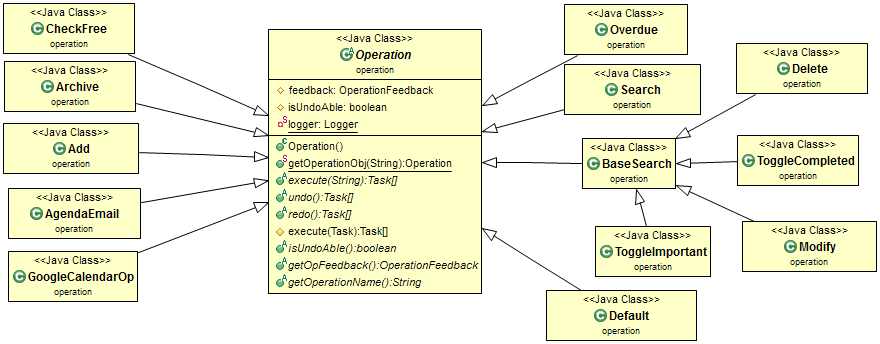 <<Java Class>>
CheckFree
operation
<<Java Class>>
Archive
operation
<<Java Class>>
Add
operation
<<Java Class>>
AgendaEmail
operation
<<Java Class>>
GoogleCalendarOp
operation
<<Java Class>>
Operation
operation
feedback: OperationFeedback
isUndoAble: boolean
logger: Logger
Operation()
getOperationObj(String):Operation
execute(String):Task[]
undo():Task[]
redo():Task[]
execute(Task):Task[]
isUndoAble():boolean
getOpFeedback():OperationFeedback
getOperationName():String
<<Java Class>>
Overdue
operation
<<Java Class>>
Search
operation
<<Java Class>>
BaseSearch
operation
<<Java Class>>
ToggleImportant
operation
<<Java Class>>
Default
operation
<<Java Class>>
Delete
operation
<<Java Class>>
ToggleCompleted
operation
<<Java Class>>
Modify
operation